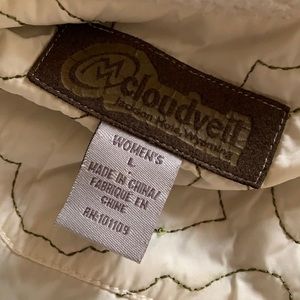 cloudveil
Jackson Hole, Wyoming
WOMEN'S
L
MADE IN CHINA/
FABRIQUE EN
CHINE
RN:101109